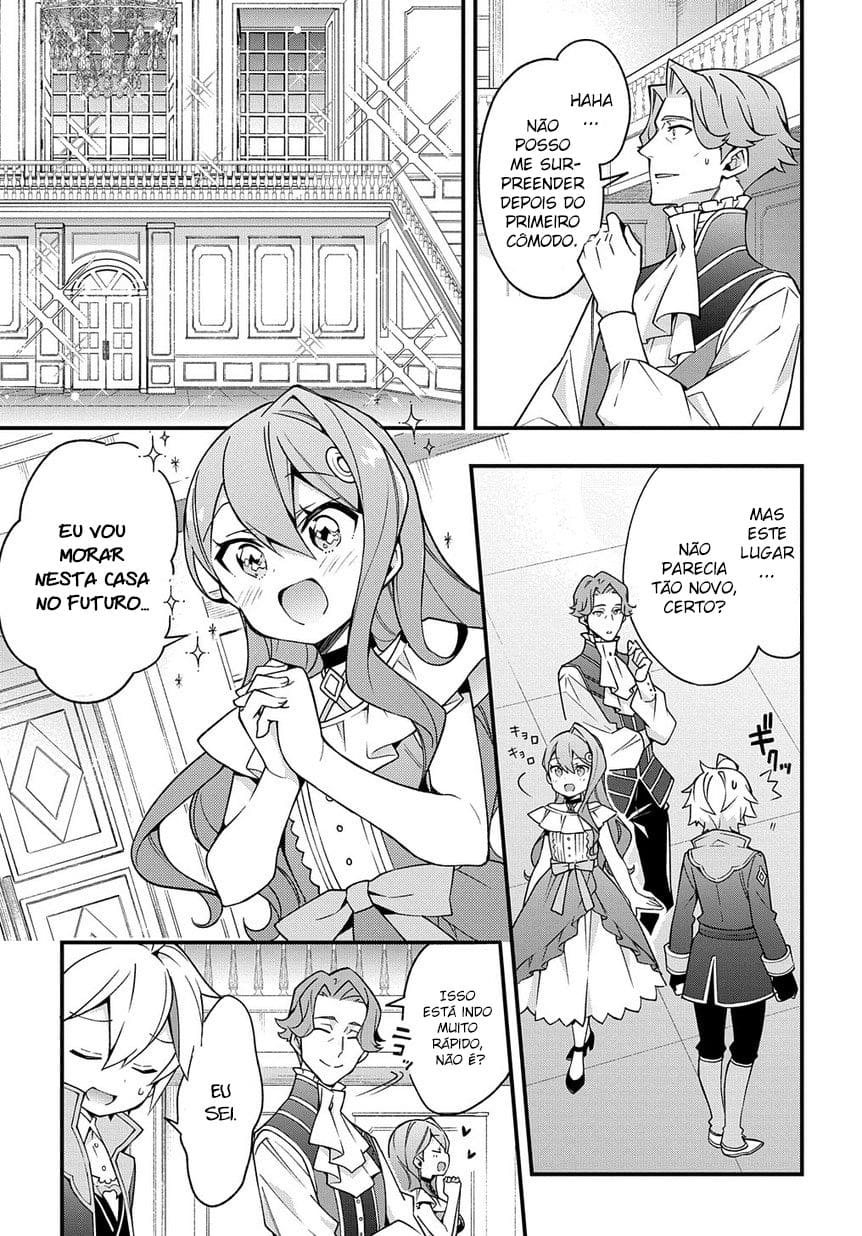 HAHA
...
NÃO
POSSO
ME SUR-
PREENDER
DEPOIS DO
PRIMEIRO
CÔMODO.
MAS
ESTE
LUGAR
...
NÃO
PARECIA
TÃO NOVO,
CERTO?
キョロ
キョロ
ギクッ
EU VOU
MORAR
NESTA CASA
NO FUTURO...
ISSO
ESTÁ INDO
MUITO
RÁPIDO,
NÃO É?
EU
SEI.